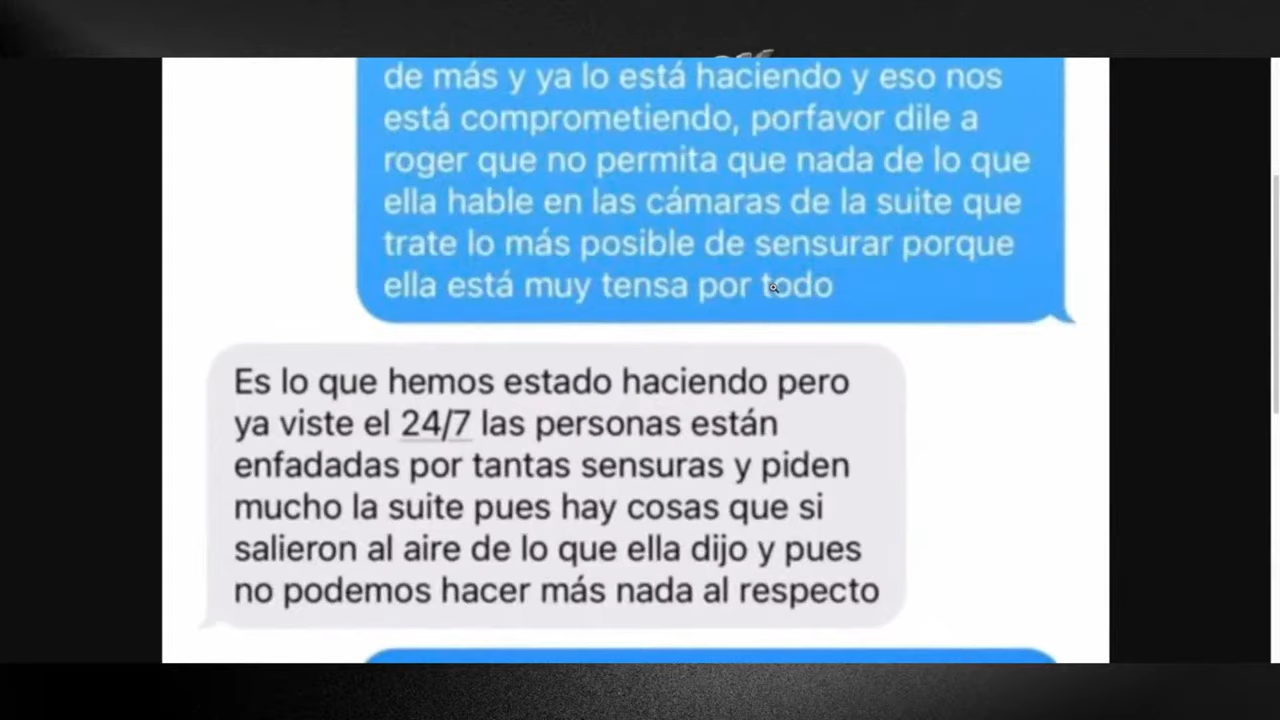 de más y ya lo está haciendo y eso nos
está comprometiendo, porfavor dile a
roger que no permita que nada de lo que
ella hable en las cámaras de la suite que
trate lo más posible de sensurar porque
ella está muy tensa por todo
Es lo que hemos estado haciendo pero
ya viste el 24/7 las personas están
enfadadas por tantas sensuras y piden
mucho la suite pues hay cosas que si
salieron al aire de lo que ella dijo y pues
no podemos hacer más nada al respecto